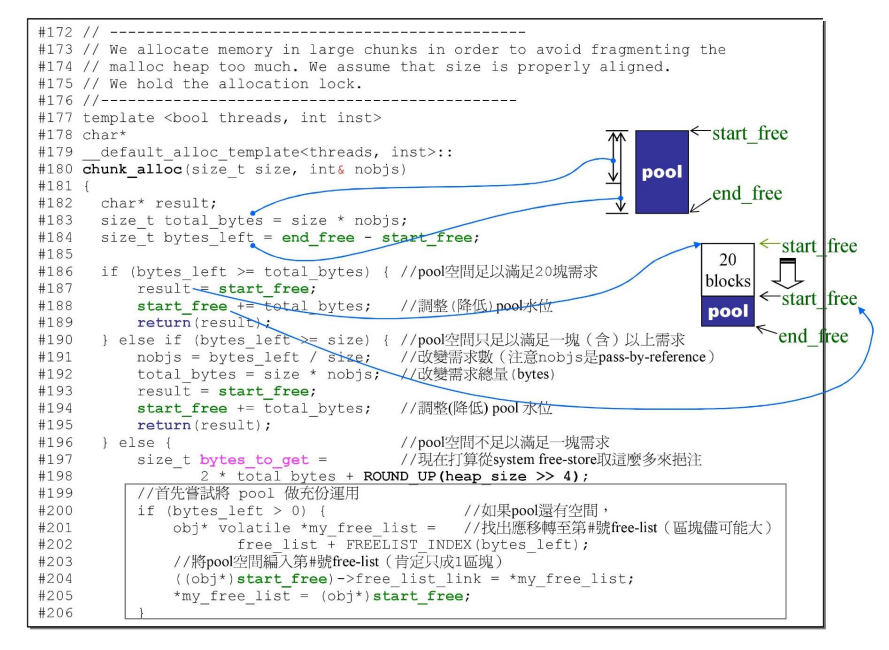 #172 // ----------------------------------------------
#173 // We allocate memory in large chunks in order to avoid fragmenting the
#174 // malloc heap too much. We assume that size is properly aligned.
#175 // We hold the allocation lock.
#176 //----------------------------------------------
#177 template <bool threads, int inst>
#178 char*
#179 __default_alloc_template<threads, inst>::
#180 chunk_alloc(size_t size, int& nobjs)
#181 {
#182 char* result;
#183 size_t total_bytes = size * nobjs;
#184 size_t bytes_left = end_free - start_free;
#185
#186 if (bytes_left >= total_bytes) { //pool空間足以滿足20塊需求
#187 result = start_free;
#188 start_free += total_bytes; //調整(降低)pool水位
#189 return(result);
#190 } else if (bytes_left >= size) { //pool空間只足以滿足一塊（含）以上需求
#191 nobjs = bytes_left / size; //改變需求數（注意nobjs是pass-by-reference）
#192 total_bytes = size * nobjs; //改變需求總量(bytes)
#193 result = start_free;
#194 start_free += total_bytes; //調整(降低) pool 水位
#195 return(result);
#196 } else { //pool空間不足以滿足一塊需求
#197 size_t bytes_to_get = //現在打算從system free-store取這麼多來挹注
#198 2 * total_bytes + ROUND_UP(heap_size >> 4);
#199 //首先嘗試將 pool 做充份運用
#200 if (bytes_left > 0) { //如果pool還有空間，
#201 obj* volatile *my_free_list = //找出應移轉至第#號free-list（區塊儘可能大）
#202 free_list + FREELIST_INDEX(bytes_left);
#203 //將pool空間編入第#號free-list（肯定只成1區塊）
#204 ((obj*)start_free)->free_list_link = *my_free_list;
#205 *my_free_list = (obj*)start_free;
#206 }
start_free
pool
end_free
start_free
20
blocks
start_free
pool
end_free